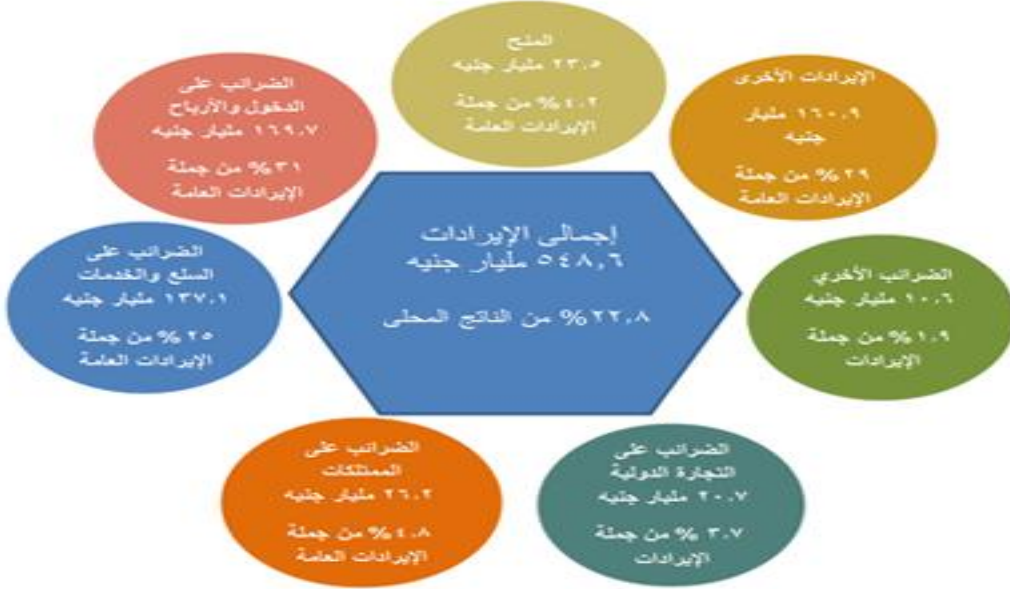 المنح
٢٣.٥ مليار جنيه
٤.٢% من جملة
الإيرادات العامة
الإيرادات الأخرى
١٦٠.٩ مليار
جنيه
٢٩% من جملة
الإيرادات العامة
الضرائب على
الدخول والأرباح
١٦٩.٧ مليار جنيه
٣١% من جملة
الإيرادات العامة
إجمالى الإيرادات
٥٤٨,٦ مليار جنيه
٢٢,٨% من الناتج المحلى
الضرائب الأخري
١٠.٦ مليار جنيه
١.٩% من جملة
الإيرادات
الضرائب على
السلع والخدمات
١٣٧.١ مليار جنيه
٢٥% من جملة
الإيرادات العامة
الضرائب على
التجارة الدولية
٢٠.٧ مليار جنيه
٣.٧% من جملة
الإيرادات
الضرائب على
الممتلكات
٢٦.٢ مليار جنيه
٤.٨% من جملة
الإيرادات العامة